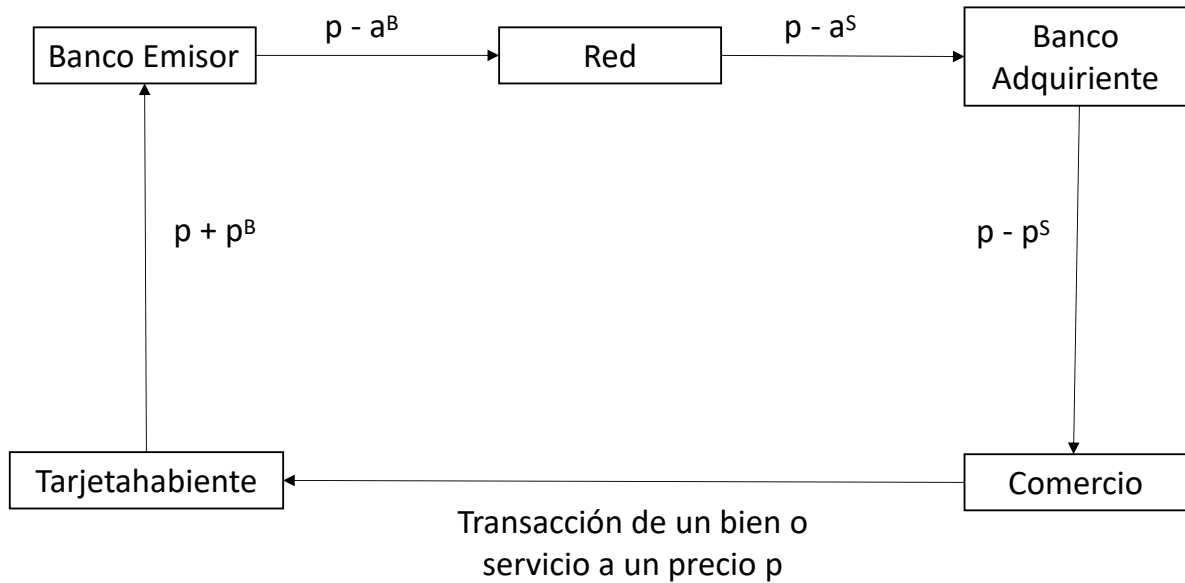 p - aᴮ
p - aˢ
Banco Emisor
Red
Banco
Adquiriente
p + pᴮ
p - pˢ
Tarjetahabiente
Comercio
Transacción de un bien o
servicio a un precio p